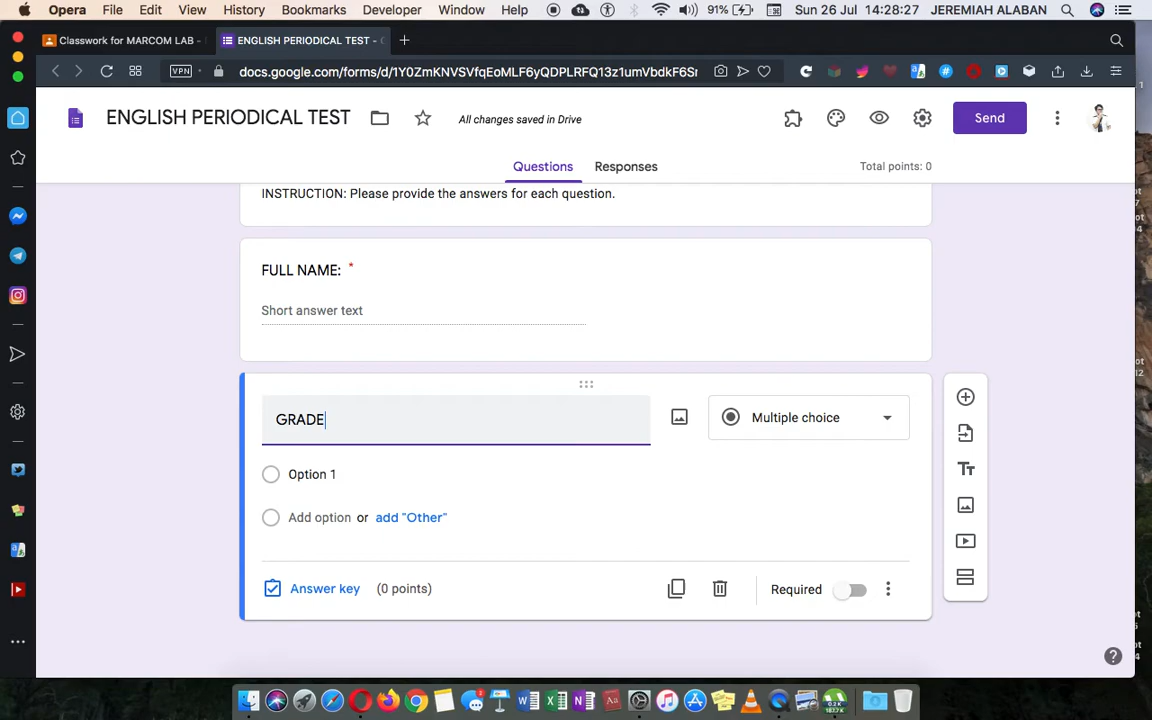 Opera File Edit View History Bookmarks Developer Window Help 91% Sun 26 Jul 14:28:27 JEREMIAH ALABAN
Classwork for MARCOM LAB - ENGLISH PERIODICAL TEST -
VPN docs.google.com/forms/d/1Y0ZmKNVSVfqEoMLF6yQDPLRFQ13z1umVbdkF6Sr
ENGLISH PERIODICAL TEST All changes saved in Drive Send
Questions Responses Total points: 0
INSTRUCTION: Please provide the answers for each question.
FULL NAME: *
Short answer text
GRADE Multiple choice
Option 1
Add option or add "Other"
Answer key (0 points) Required